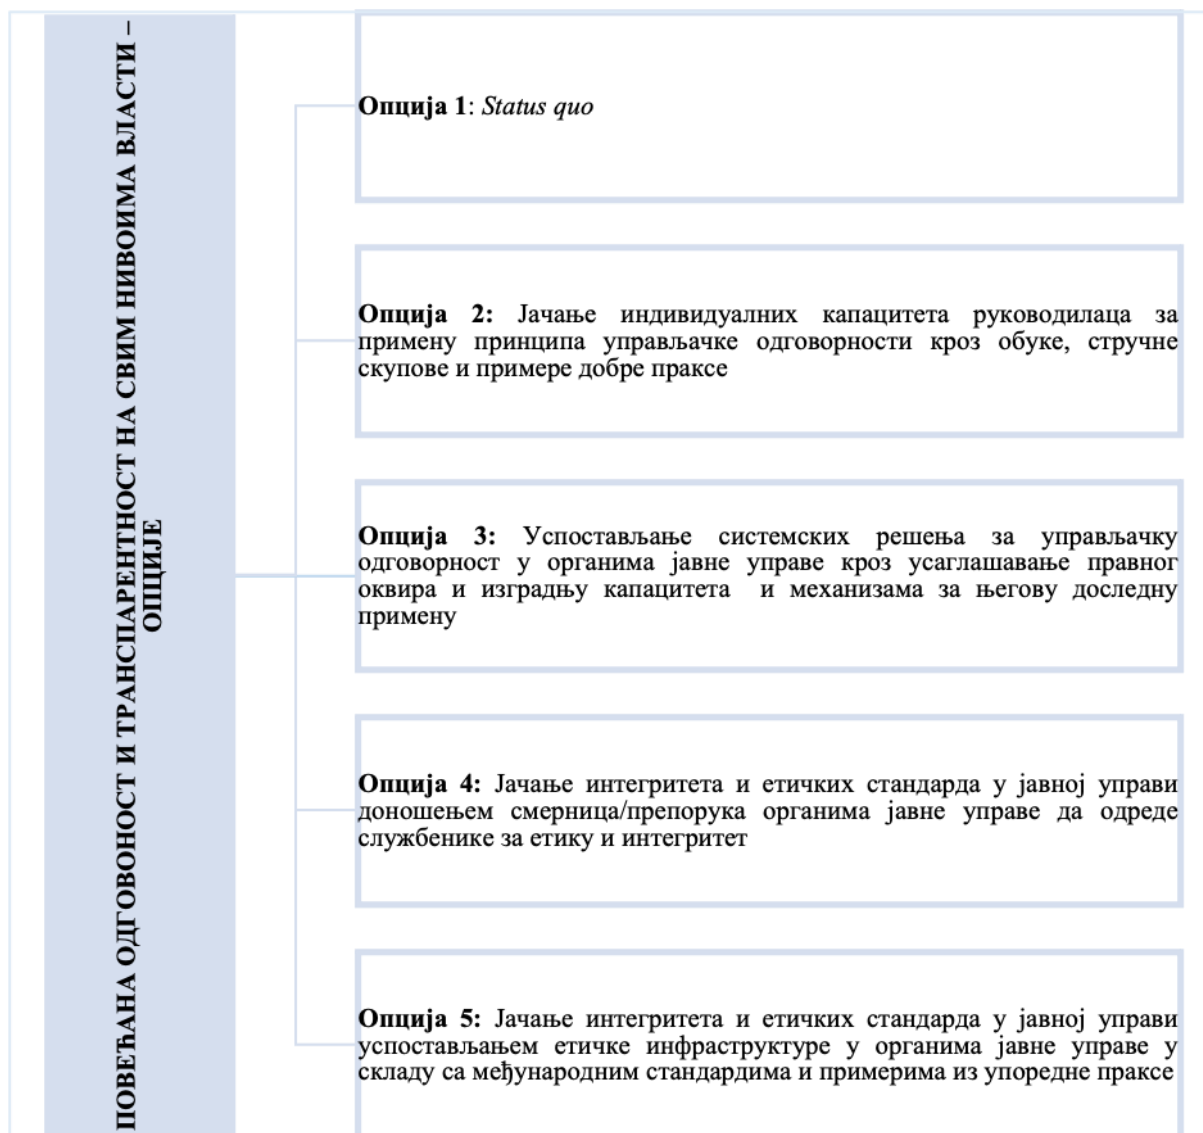 ПОВЕЋАНА ОДГОВОНОСТ И ТРАНСПАРЕНТНОСТ НА СВИМ НИВОИМА ВЛАСТИ –
ОПЦИЈЕ
Опција 1: Status quo
Опција 2: Јачање индивидуалних капацитета руководилаца за
примену принципа управљачке одговорности кроз обуке, стручне
скупове и примере добре праксе
Опција 3: Успостављање системских решења за управљачку
одговорност у органима јавне управе кроз усаглашавање правног
оквира и изградњу капацитета и механизама за његову доследну
примену
Опција 4: Јачање интегритета и етичких стандарда у јавној управи
доношењем смерница/препорука органима јавне управе да одреде
службенике за етику и интегритет
Опција 5: Јачање интегритета и етичких стандарда у јавној управи
успостављањем етичке инфраструктуре у органима јавне управе у
складу са међународним стандардима и примерима из упоредне праксе